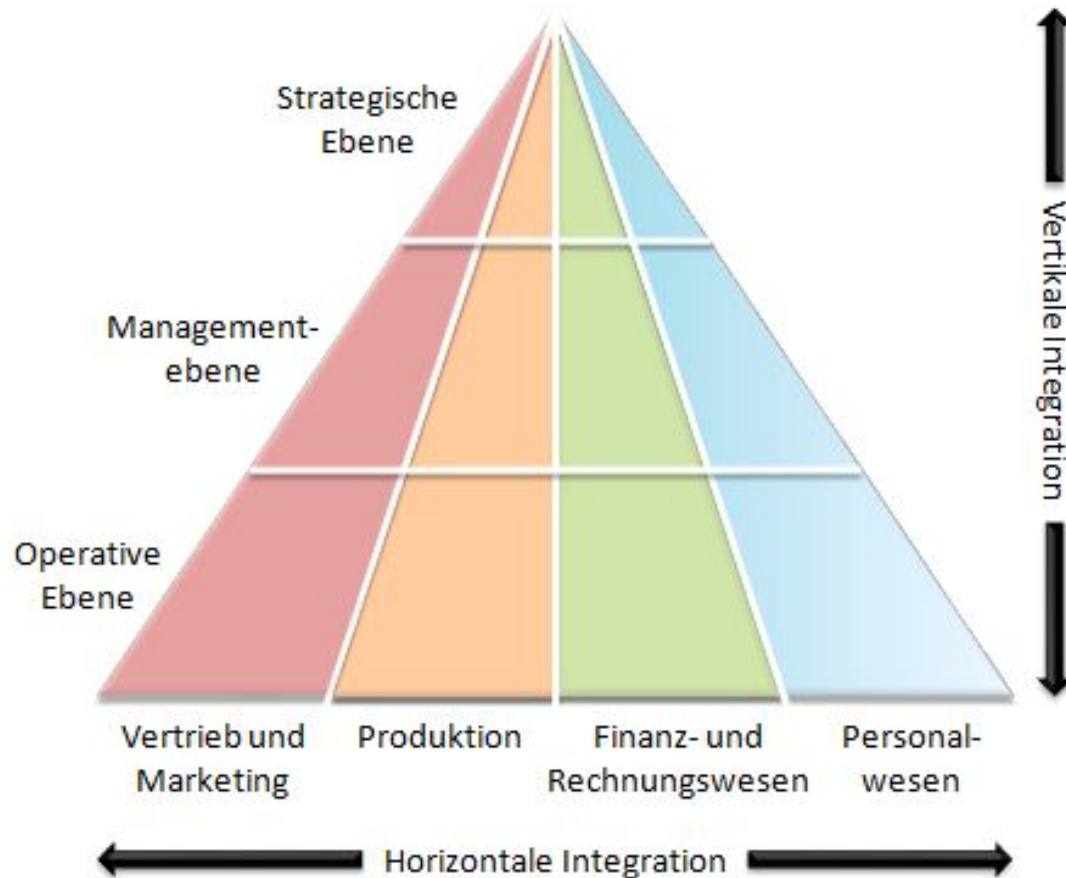 Strategische
Ebene
Management-
ebene
Operative
Ebene
Vertikale Integration
Vertrieb und
Marketing
Produktion
Finanz- und
Rechnungswesen
Personal-
wesen
Horizontale Integration